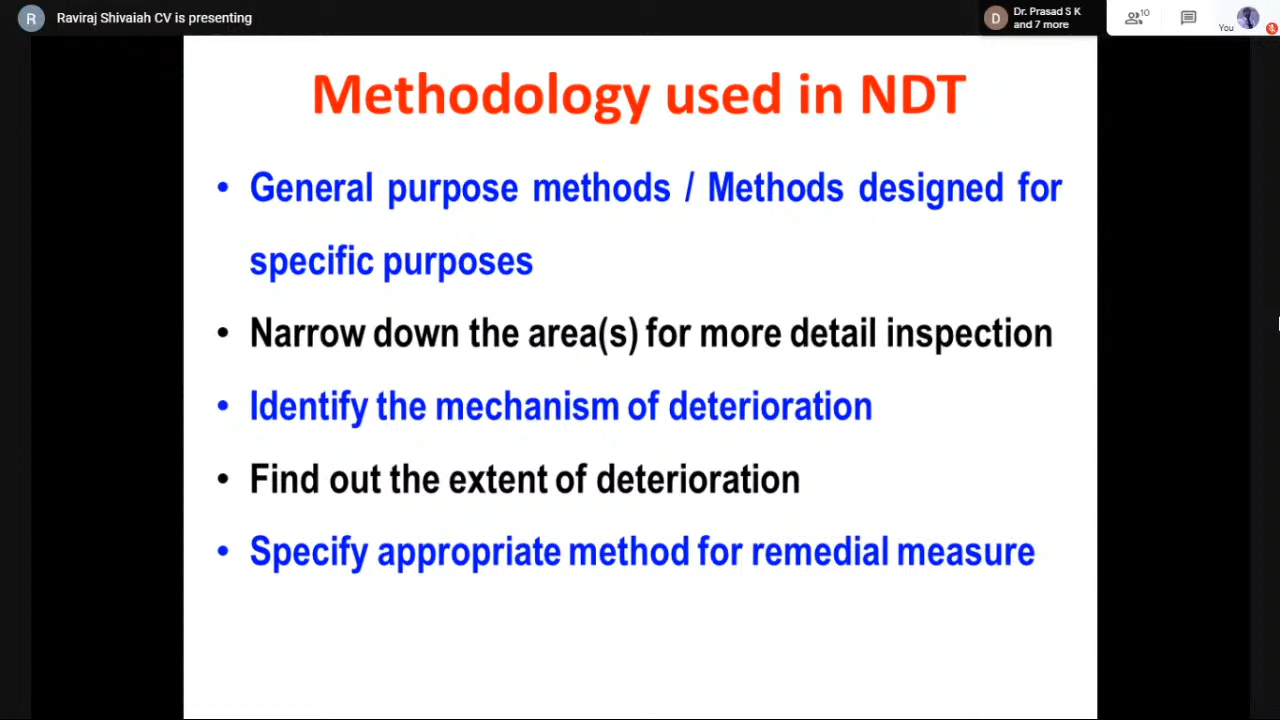 R
Raviraj Shivaiah CV is presenting
D
Dr. Prasad S K
and 7 more
10
You
Methodology used in NDT
• General purpose methods / Methods designed for
specific purposes
• Narrow down the area(s) for more detail inspection
• Identify the mechanism of deterioration
• Find out the extent of deterioration
• Specify appropriate method for remedial measure